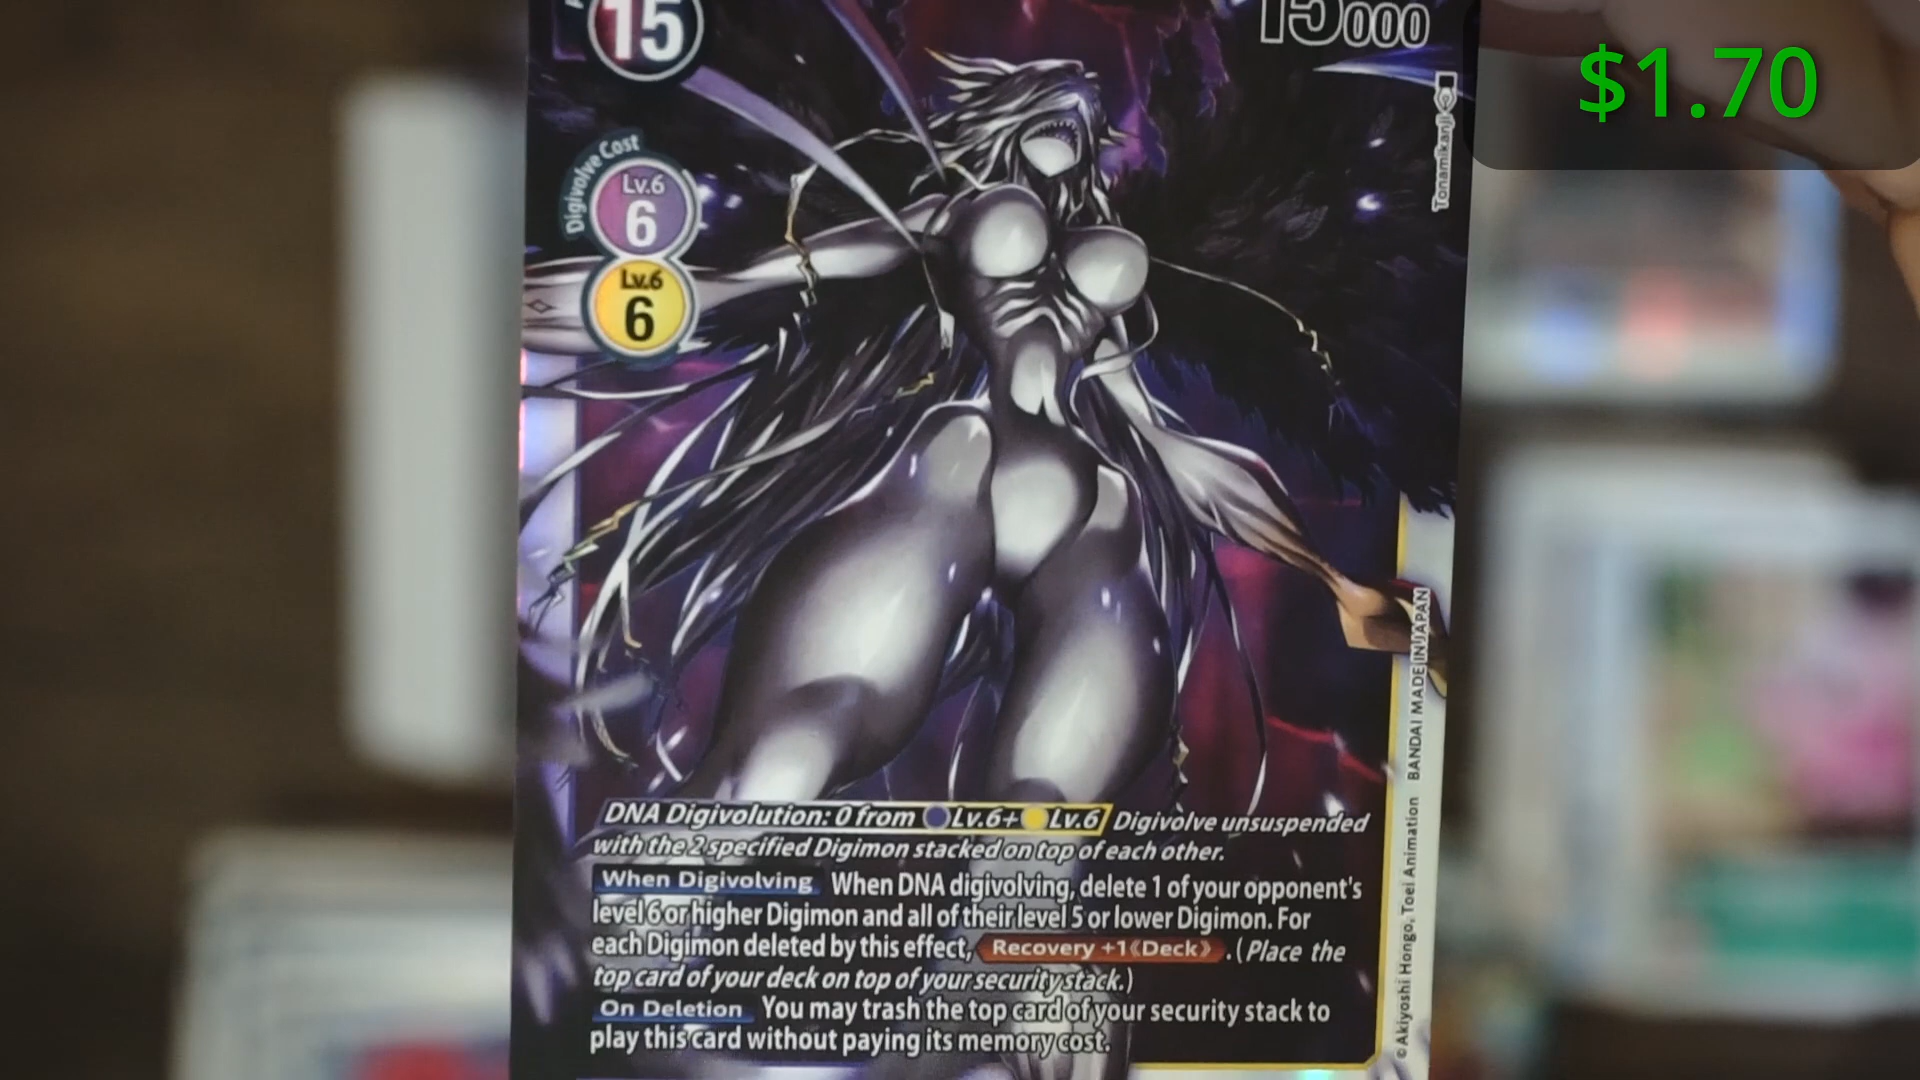 15
15000
$1.70
Tonamikanji
Digivolve Cost
Lv.6
6
Lv.6
6
DNA Digivolution: 0 from Lv.6+ Lv.6 Digivolve unsuspended
with the 2 specified Digimon stacked on top of each other.
When Digivolving When DNA digivolving, delete 1 of your opponent's
level 6 or higher Digimon and all of their level 5 or lower Digimon. For
each Digimon deleted by this effect, Recovery +1《Deck》. (Place the
top card of your deck on top of your security stack.)
On Deletion You may trash the top card of your security stack to
play this card without paying its memory cost.
©Akiyoshi Hongo, Toei Animation BANDAI MADE IN JAPAN